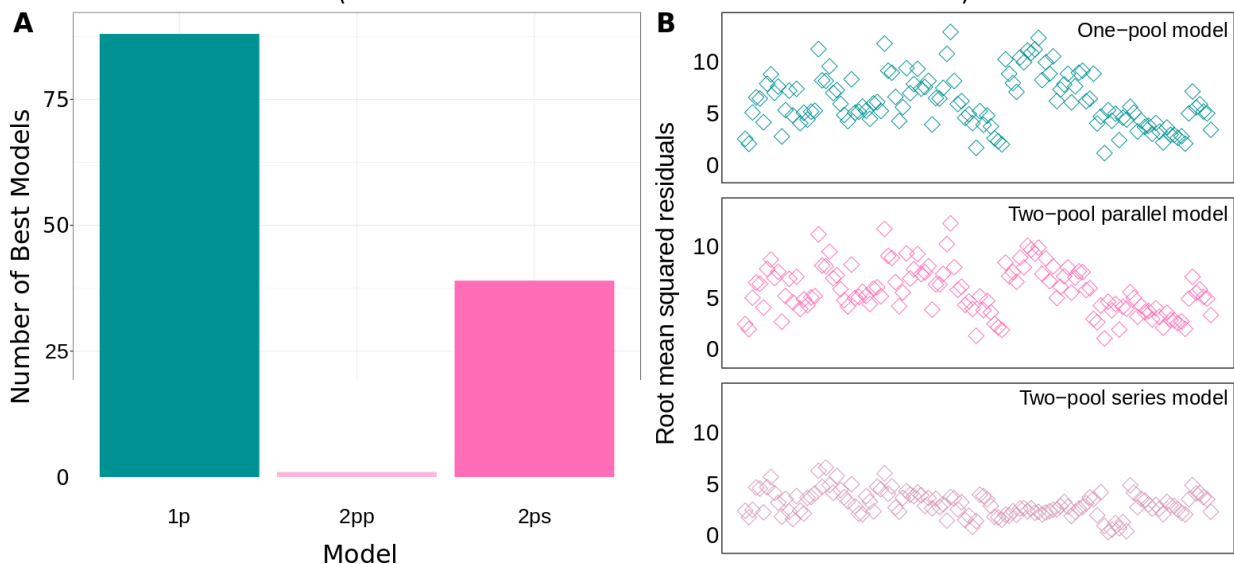 A
Number of Best Models
75
50
25
0
1p
2pp
2ps
Model
B
Root mean squared residuals
One−pool model
10
5
0
Two−pool parallel model
10
5
0
Two−pool series model
10
5
0